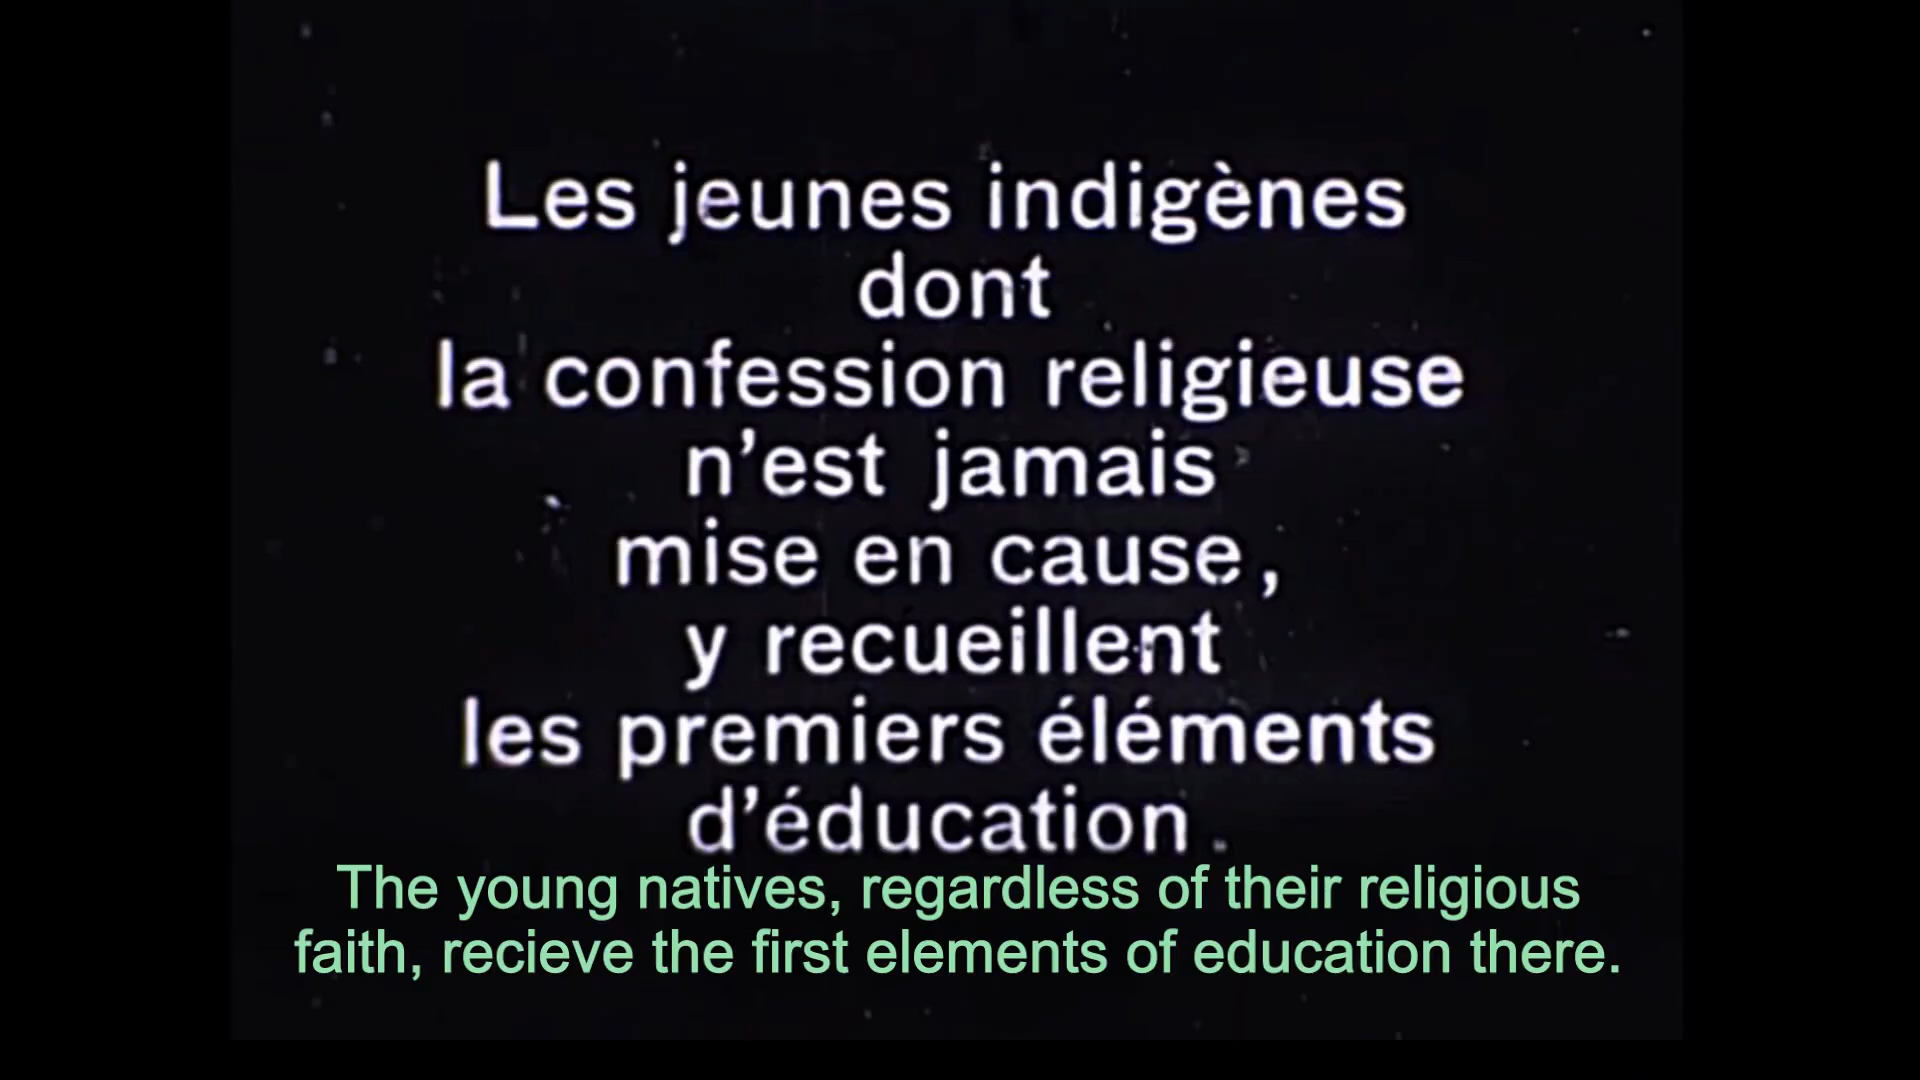 Les jeunes indigènes
dont
la confession religieuse
n'est jamais
mise en cause,
y recueillent
les premiers éléments
d'éducation.
The young natives, regardless of their religious
faith, recieve the first elements of education there.